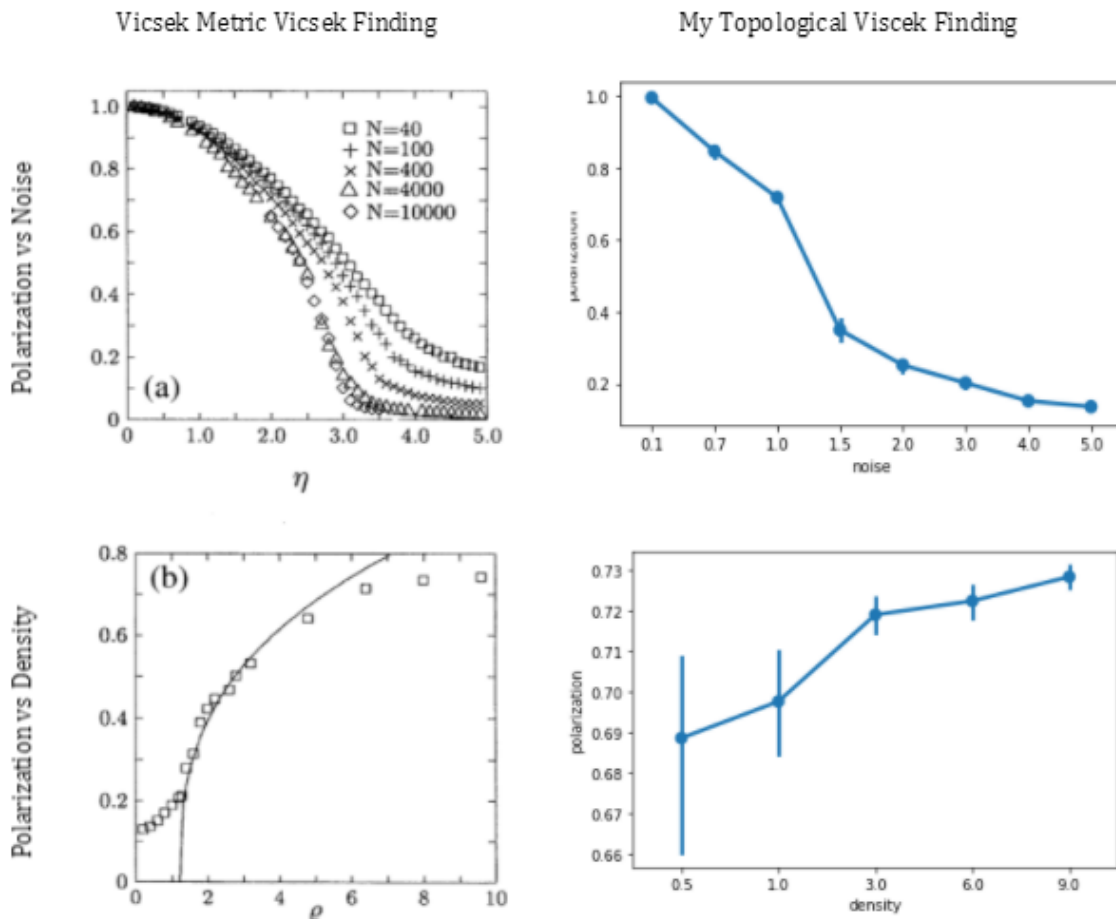 Vicsek Metric Vicsek Finding
My Topological Viscek Finding
Polarization vs Noise
1.0
0.8
0.6
0.4
0.2
0
(a)
□ N=40
+ N=100
× N=400
△ N=4000
◇ N=10000
0 1.0 2.0 3.0 4.0 5.0
η
1.0
0.8
0.6
0.4
0.2
polarization
0.1 0.7 1.0 1.5 2.0 3.0 4.0 5.0
noise
Polarization vs Density
0.8
0.6
0.4
0.2
0
(b)
0 2 4 6 8 10
ρ
0.73
0.72
0.71
0.70
0.69
0.68
0.67
0.66
polarization
0.5 1.0 3.0 6.0 9.0
density